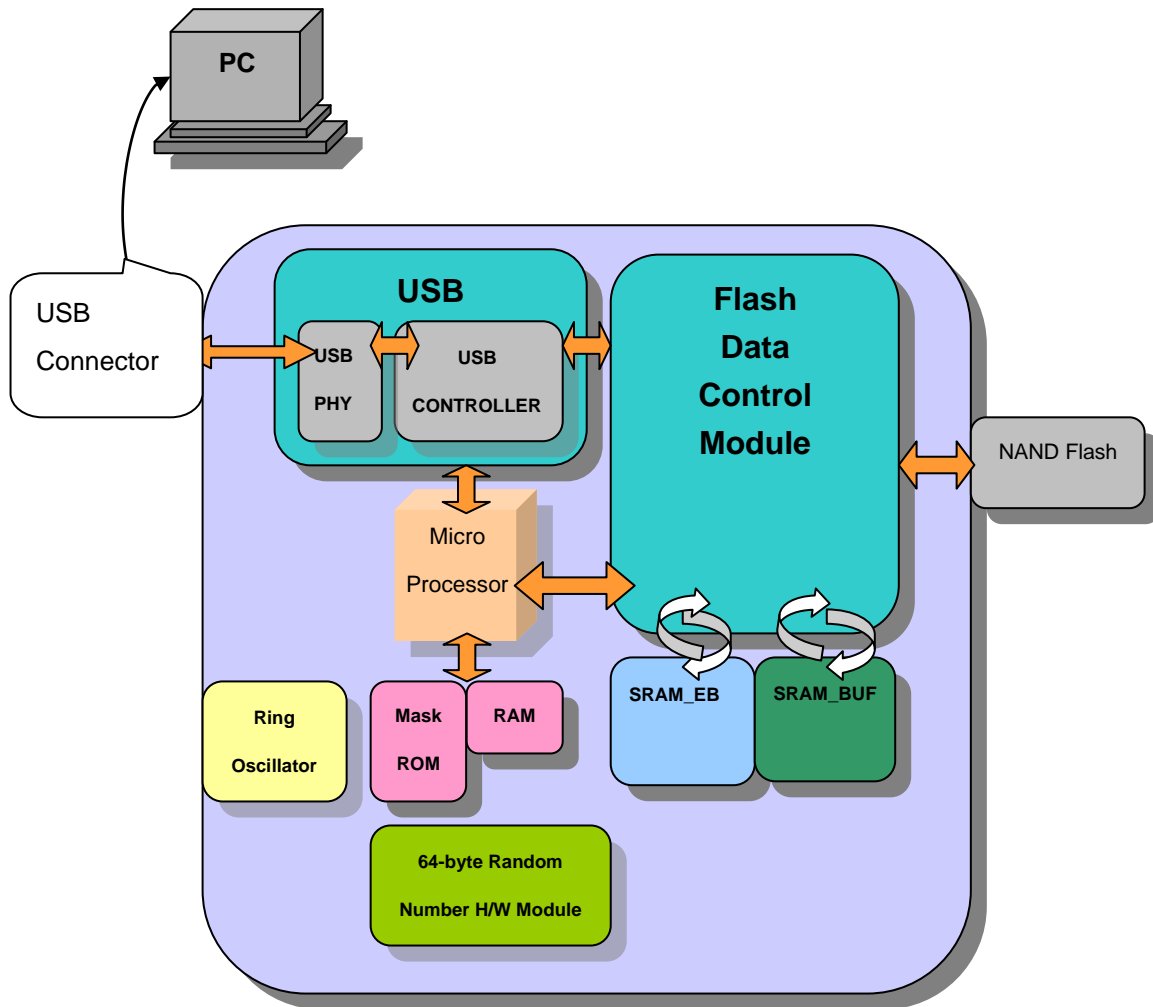 PC
USB
Connector
USB
USB
PHY
USB
CONTROLLER
Flash
Data
Control
Module
NAND Flash
Micro
Processor
Ring
Oscillator
Mask
ROM
RAM
SRAM_EB
SRAM_BUF
64-byte Random
Number H/W Module